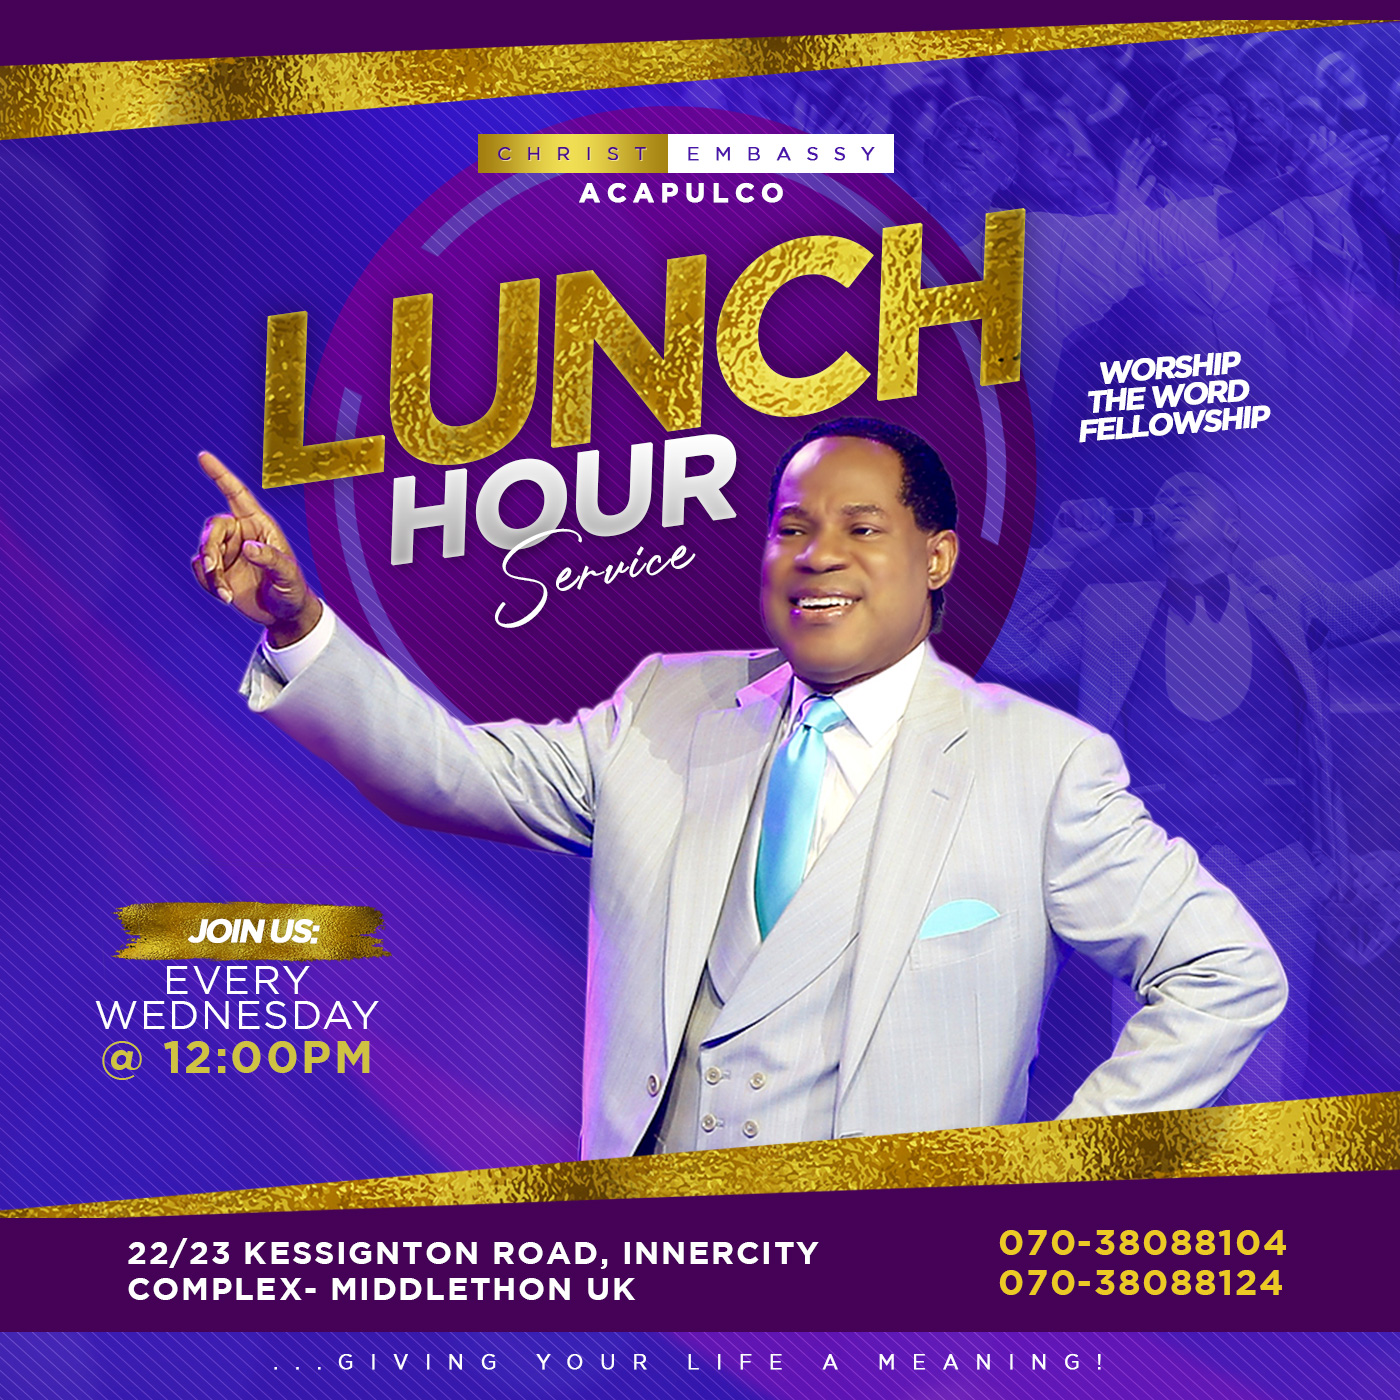 CHRIST EMBASSY
ACAPULCO
LUNCH
HOUR
Service
WORSHIP
THE WORD
FELLOWSHIP
JOIN US:
EVERY
WEDNESDAY
@ 12:00PM
22/23 KESSIGNTON ROAD, INNERCITY
COMPLEX- MIDDLETHON UK
070-38088104
070-38088124
...GIVING YOUR LIFE A MEANING!